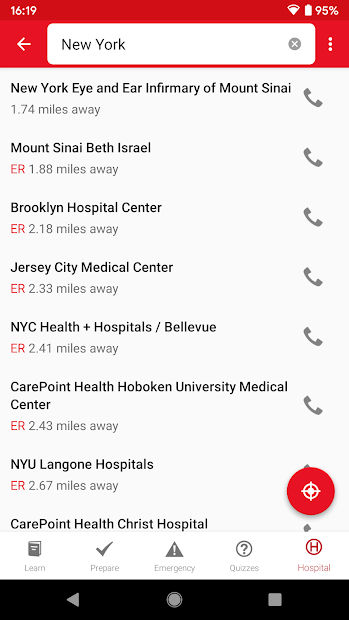 16:19
95%
New York
New York Eye and Ear Infirmary of Mount Sinai
1.74 miles away
Mount Sinai Beth Israel
ER 1.88 miles away
Brooklyn Hospital Center
ER 2.18 miles away
Jersey City Medical Center
ER 2.33 miles away
NYC Health + Hospitals / Bellevue
ER 2.41 miles away
CarePoint Health Hoboken University Medical
Center
ER 2.43 miles away
NYU Langone Hospitals
ER 2.67 miles away
CarePoint Health Christ Hospital
Learn
Prepare
Emergency
Quizzes
Hospital